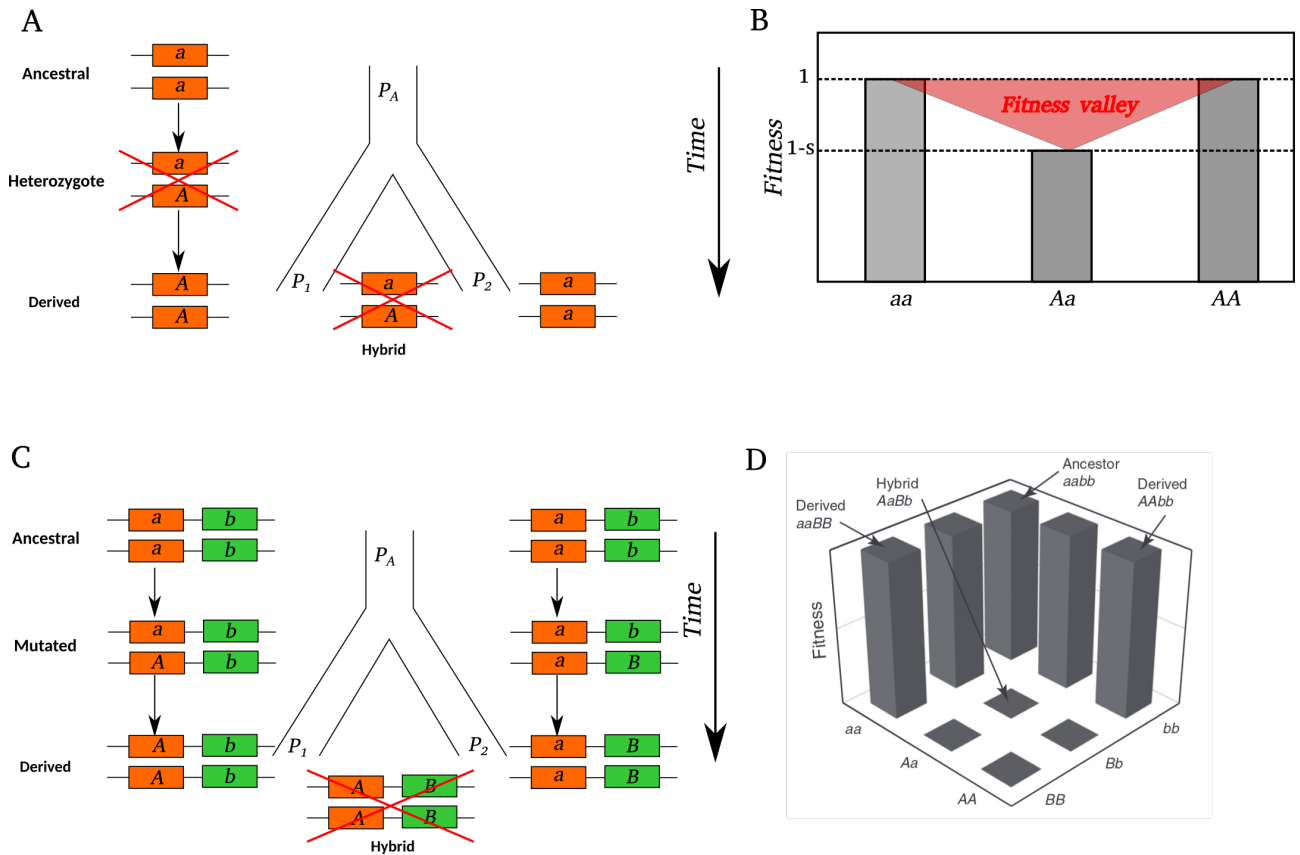 A
Ancestral
a
a
Heterozygote
a
A
Derived
A
A
P_A
P_1
P_2
a
A
Hybrid
a
a
Time
B
Fitness
1
1-s
Fitness valley
aa
Aa
AA
C
Ancestral
a b
a b
Mutated
a b
A b
Derived
A b
A b
P_A
P_1
P_2
A B
A B
Hybrid
a b
a b
a b
a B
a B
a B
Time
D
Derived
aaBB
Hybrid
AaBb
Ancestor
aabb
Derived
AAbb
Fitness
aa
Aa
AA
BB
Bb
bb